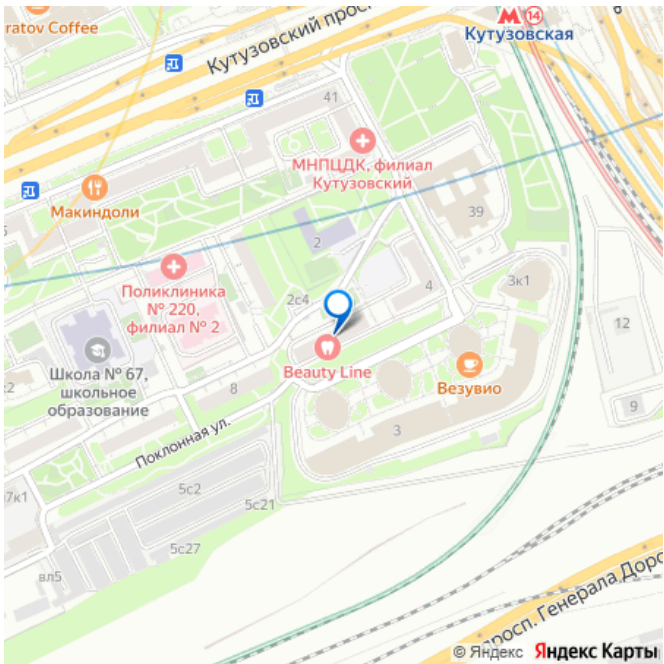 ratov Coffee
Кутузовский прос
М 14
Кутузовская
41
МНПЦДК, филиал
Кутузовский
Макиндоли
39
2
Поликлиника
№ 220,
филиал № 2
2с4
4
3к1
12
Школа № 67,
школьное
образование
Beauty Line
8
Везувио
9
Поклонная ул.
3
5с2
5с21
7к1
5с27
вл5
просп. Генерала Доро
© Яндекс Яндекс Карты